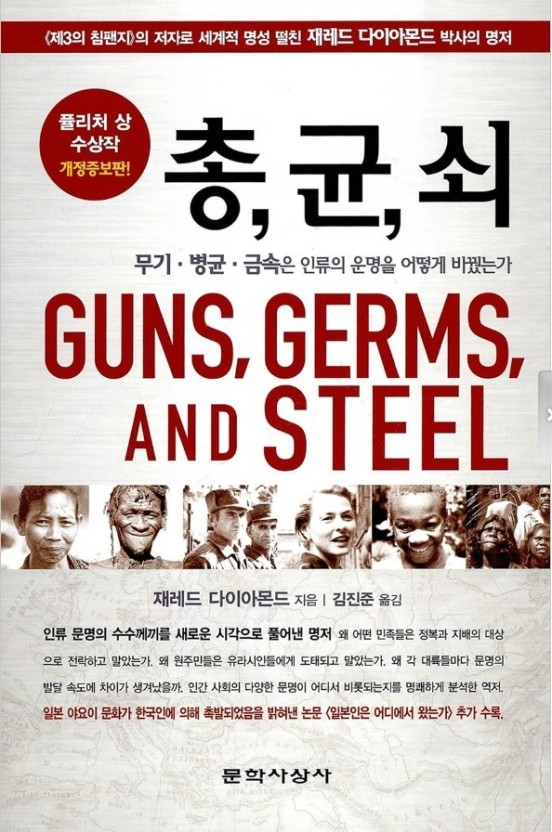 《제3의 침팬지》의 저자로 세계적 명성 떨친 재레드 다이아몬드 박사의 명저
퓰리처 상
수상작
개정증보판!
총, 균, 쇠
무기·병균·금속은 인류의 운명을 어떻게 바꿨는가
GUNS, GERMS,
AND STEEL
재레드 다이아몬드 지음 | 김진준 옮김
인류 문명의 수수께끼를 새로운 시각으로 풀어낸 명저 왜 어떤 민족들은 정복과 지배의 대상
으로 전락하고 말았는가. 왜 원주민들은 유라시인들에게 도태되고 말았는가. 왜 각 대륙들마다 문명의
발달 속도에 차이가 생겨났을까. 인간 사회의 다양한 문명이 어디서 비롯되는지를 명쾌하게 분석한 역저.
일본 야요이 문화가 한국인에 의해 촉발되었음을 밝혀낸 논문 〈일본인은 어디에서 왔는가〉 추가 수록.
문학사상사